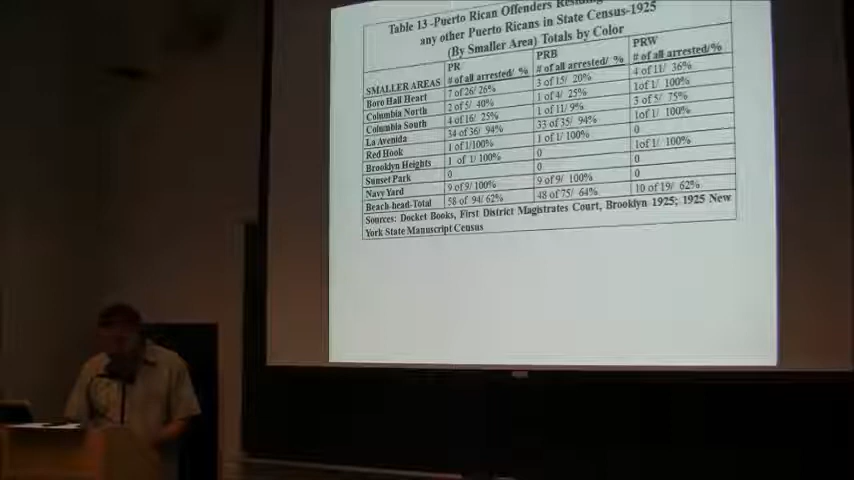 Table 13 -Puerto Rican Offenders
any other Puerto Ricans in State Census-1925
(By Smaller Area) Totals by Color
SMALLER AREAS PR # of all arrested/ % PRB # of all arrested/ % PRW # of all arrested/%
Boro Hall Heart 7 of 26/ 26% 3 of 15/ 20% 4 of 11/ 36%
Columbia North 2 of 5/ 40% 1 of 4/ 25% 1of 1/ 100%
Columbia South 4 of 16/ 25% 1 of 11/ 9% 3 of 5/ 75%
La Avenida 34 of 36/ 94% 33 of 35/ 94% 1of 1/ 100%
Red Hook 1 of 1/100% 1 of 1/ 100% 0
Brooklyn Heights 1 of 1/ 100% 0 1of 1/ 100%
Sunset Park 0 0 0
Navy Yard 9 of 9/ 100% 9 of 9/ 100% 0
Beach-head-Total 58 of 94/ 62% 48 of 75/ 64% 10 of 19/ 62%
Sources: Docket Books, First District Magistrates Court, Brooklyn 1925; 1925 New
York State Manuscript Census